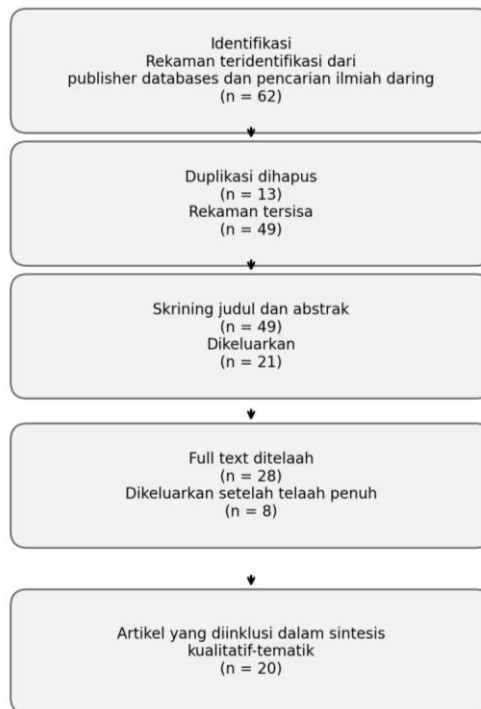 Identifikasi
Rekaman teridentifikasi dari
publisher databases dan pencarian ilmiah daring
(n = 62)
Duplikasi dihapus
(n = 13)
Rekaman tersisa
(n = 49)
Skrining judul dan abstrak
(n = 49)
Dikeluarkan
(n = 21)
Full text ditelaah
(n = 28)
Dikeluarkan setelah telaah penuh
(n = 8)
Artikel yang diinklusi dalam sintesis
kualitatif-tematik
(n = 20)